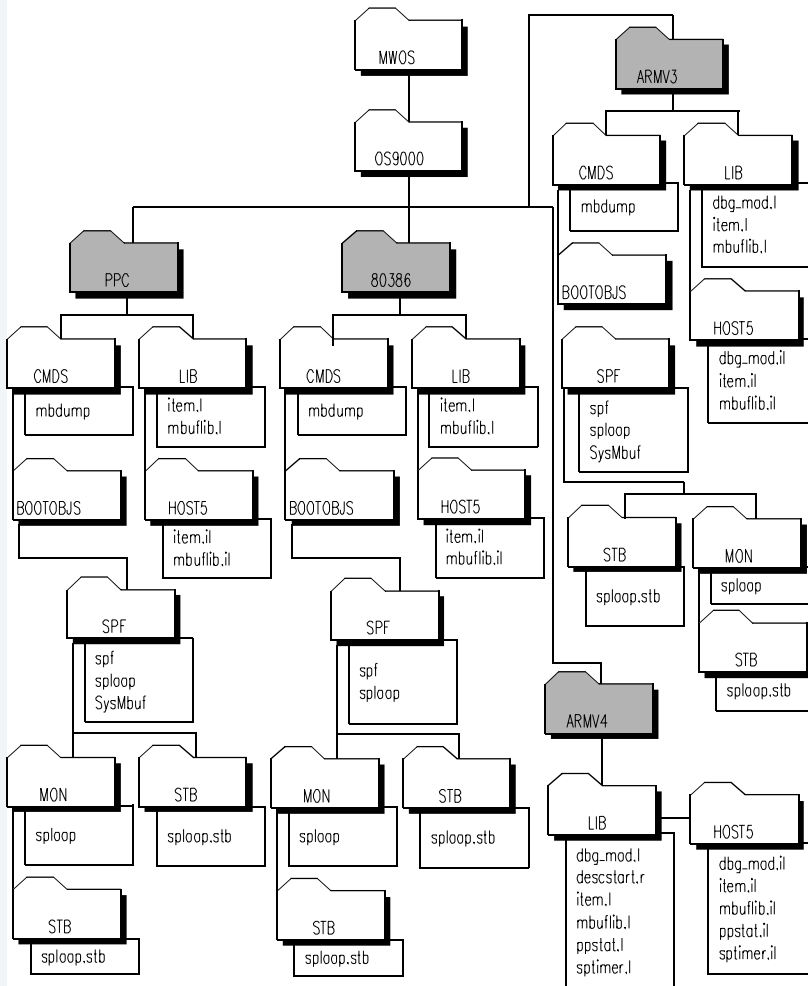 MWOS
OS9000
PPC
CMDS
mbdump
LIB
item.l
mbuflib.l
BOOTOBJS
HOST5
item.il
mbuflib.il
SPF
spf
sploop
SysMbuf
MON
sploop
STB
sploop.stb
STB
sploop.stb
80386
CMDS
mbdump
LIB
item.l
mbuflib.l
BOOTOBJS
HOST5
item.il
mbuflib.il
SPF
spf
sploop
MON
sploop
STB
sploop.stb
STB
sploop.stb
ARMV3
CMDS
mbdump
LIB
dbg_mod.l
item.l
mbuflib.l
BOOTOBJS
HOST5
dbg_mod.il
item.il
mbuflib.il
SPF
spf
sploop
SysMbuf
STB
sploop.stb
MON
sploop
STB
sploop.stb
ARMV4
LIB
dbg_mod.l
descstart.r
item.l
mbuflib.l
ppstat.l
sptimer.l
HOST5
dbg_mod.il
item.il
mbuflib.il
ppstat.il
sptimer.il